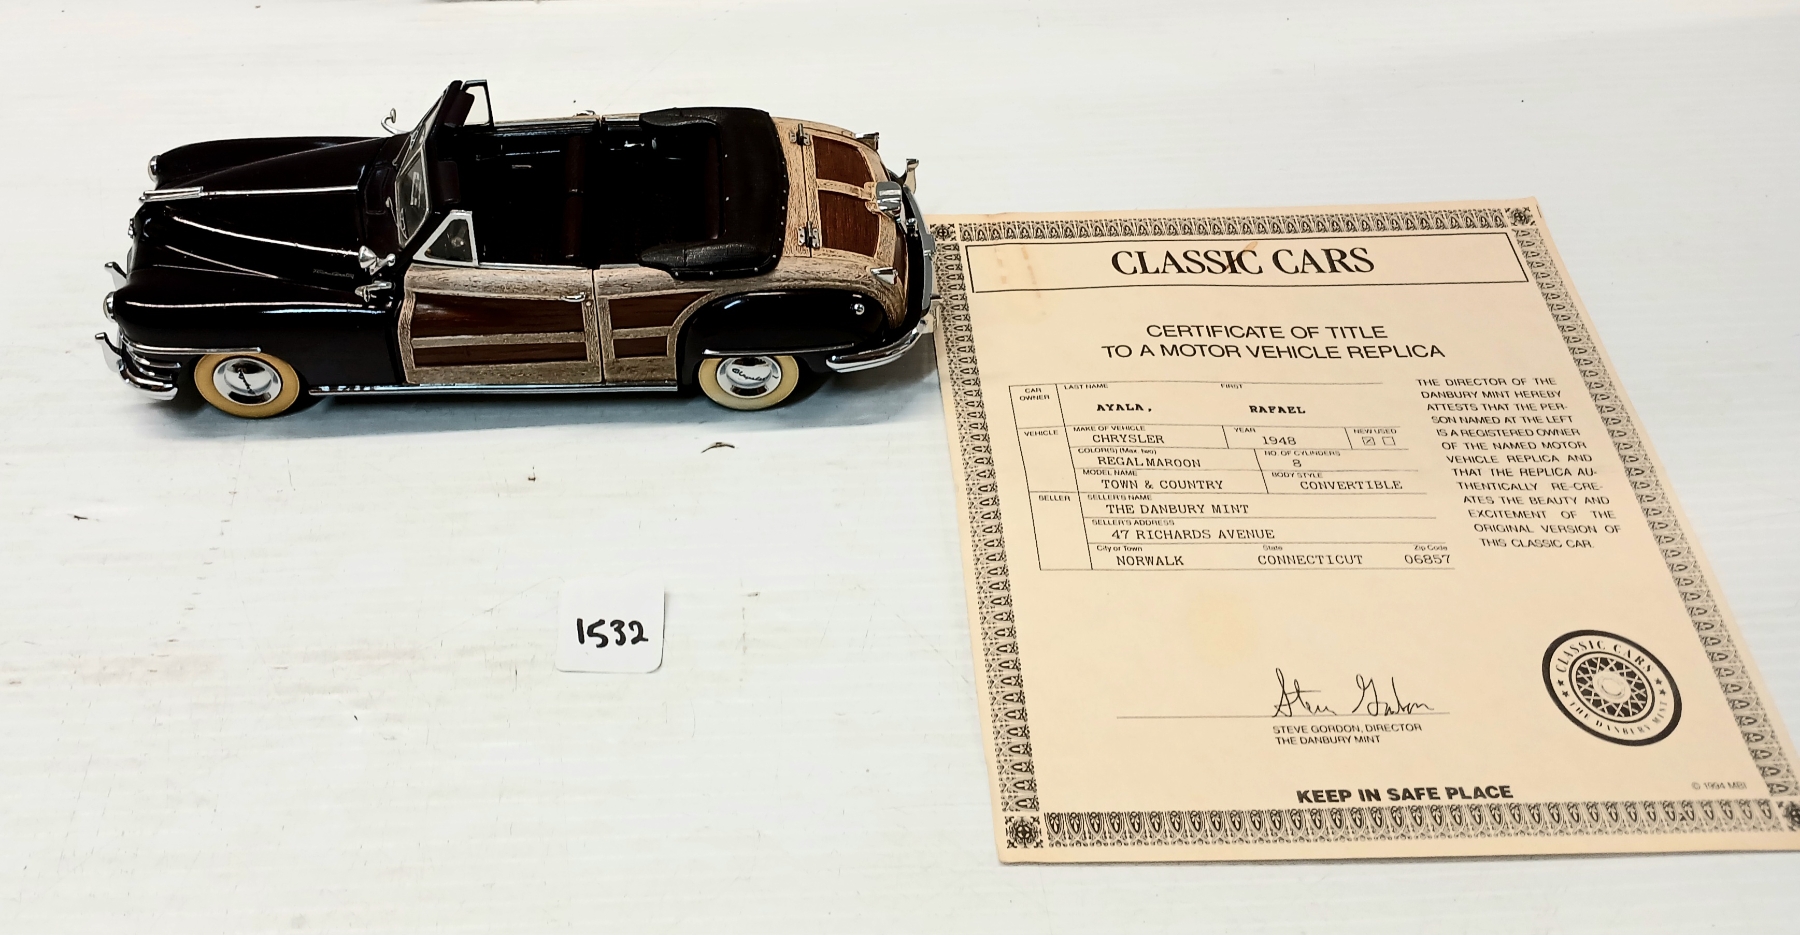 CLASSIC CARS
CERTIFICATE OF TITLE
TO A MOTOR VEHICLE REPLICA
CAR OWNER LAST NAME FIRST
AYALA, RAFAEL
VEHICLE MAKE OF VEHICLE YEAR NEW USED
CHRYSLER 1948
COLOR(S) (Max. two) NO. OF CYLINDERS
REGAL MAROON 8
MODEL NAME BODY STYLE
TOWN & COUNTRY CONVERTIBLE
SELLER SELLER'S NAME
THE DANBURY MINT
SELLER'S ADDRESS
47 RICHARDS AVENUE
City or Town State Zip Code
NORWALK CONNECTICUT 06857
THE DIRECTOR OF THE
DANBURY MINT HEREBY
ATTESTS THAT THE PER-
SON NAMED AT THE LEFT
IS A REGISTERED OWNER
OF THE NAMED MOTOR
VEHICLE REPLICA AND
THAT THE REPLICA AU-
THENTICALLY RE-CRE-
ATES THE BEAUTY AND
EXCITEMENT OF THE
ORIGINAL VERSION OF
THIS CLASSIC CAR.
1532
Steve Gordon
STEVE GORDON, DIRECTOR
THE DANBURY MINT
CLASSIC CARS
THE DANBURY MINT
KEEP IN SAFE PLACE
© 1994 MBI